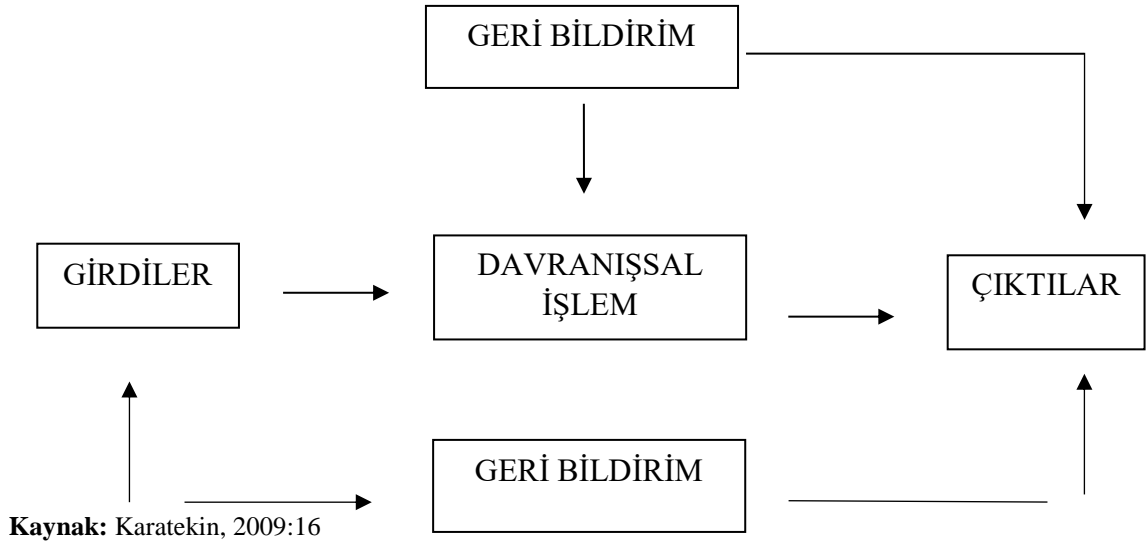 GERİ BİLDİRİM
GİRDİLER
DAVRANIŞSAL
İŞLEM
ÇIKTILAR
GERİ BİLDİRİM
Kaynak: Karatekin, 2009:16